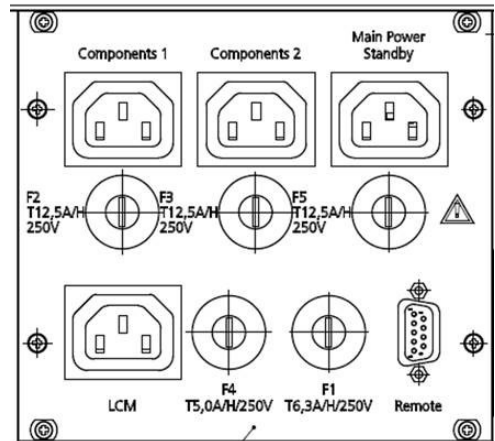 Main Power
Components 1 Components 2 Standby
F2 F3 F5
T12,5A/H T12,5A/H T12,5A/H
250V 250V 250V
F4 F1
LCM T5,0A/H/250V T6,3A/H/250V Remote